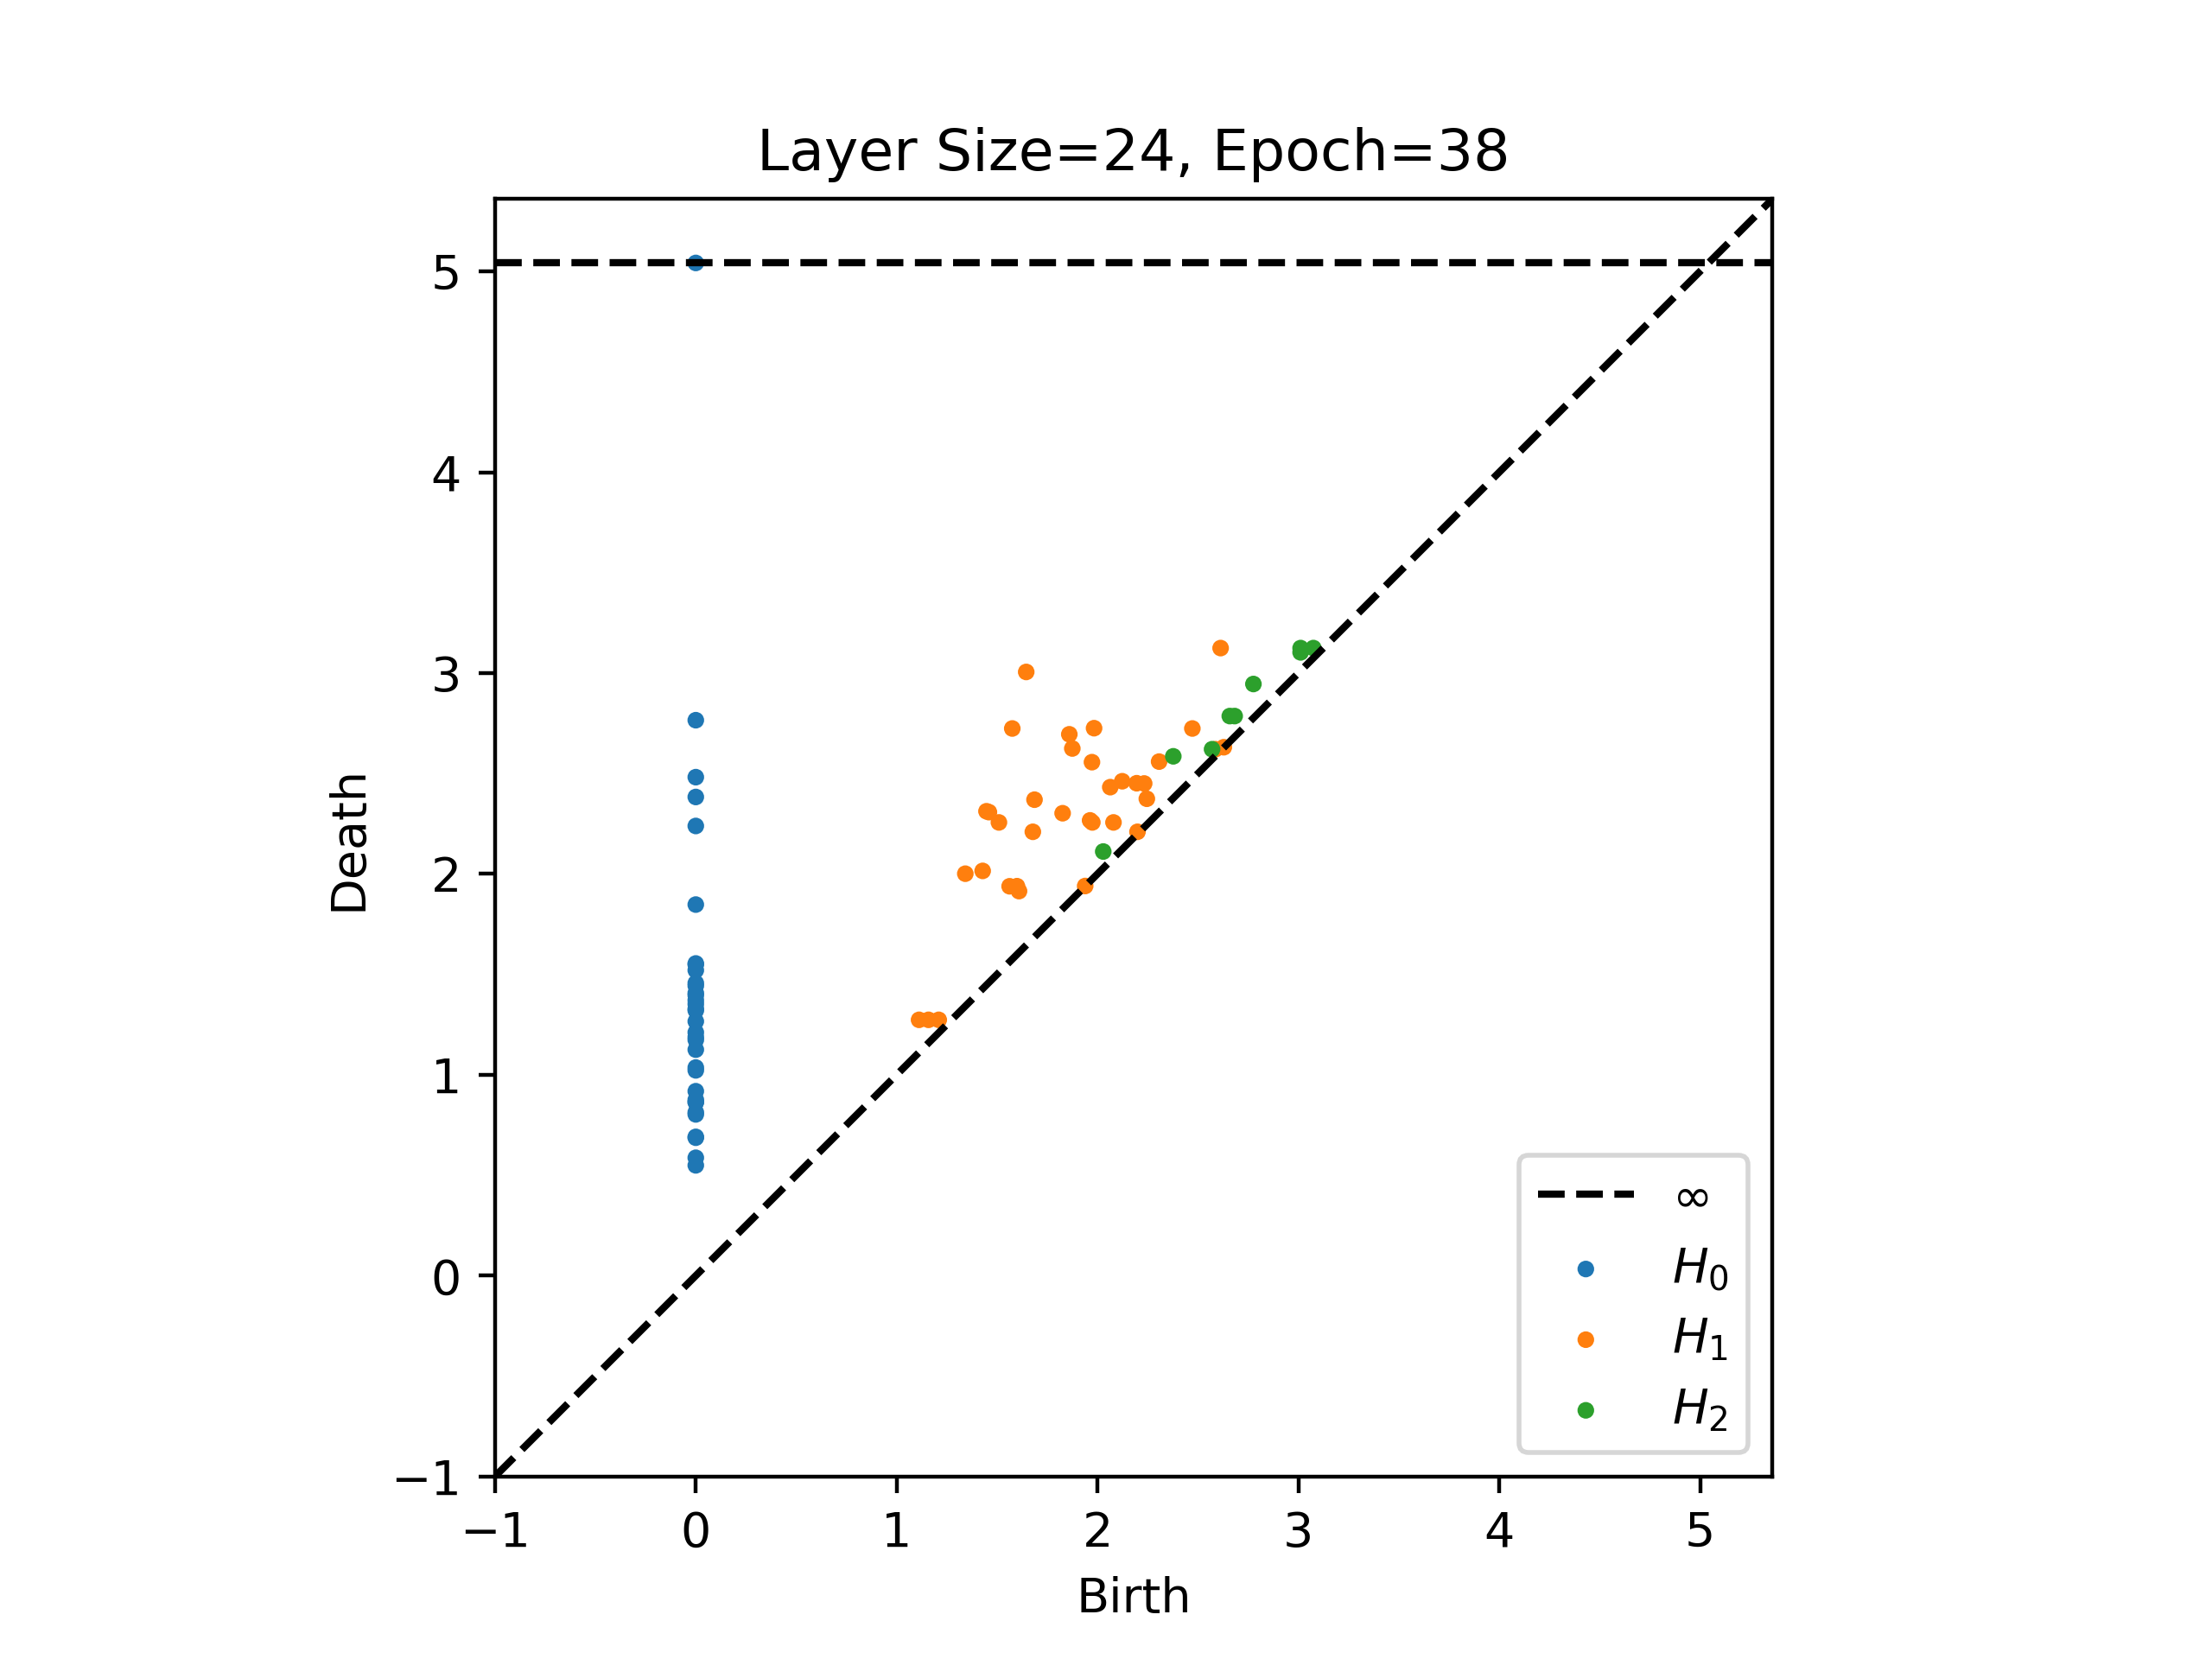 Layer Size=24, Epoch=38
5
4
3
2
1
0
−1
Death
−1 0 1 2 3 4 5
Birth
∞
H₀
H₁
H₂